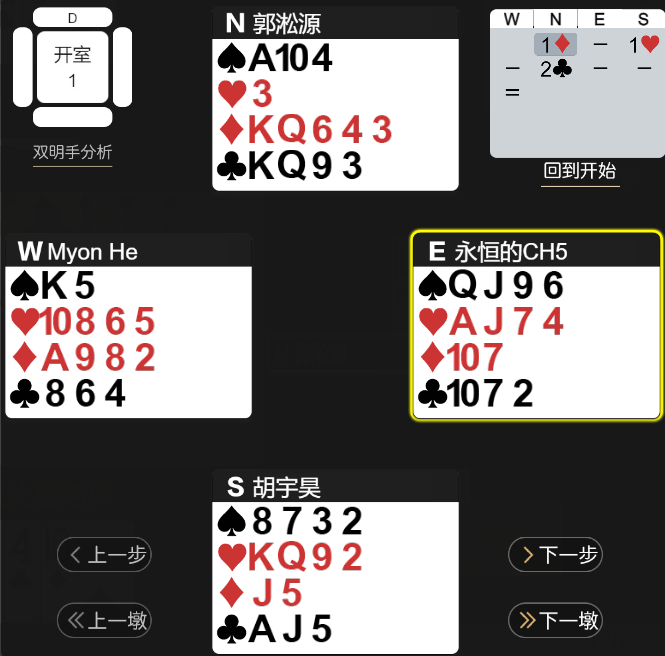 D
开室
1
双明手分析
N 郭淞源
♠A104
♥3
♦KQ643
♣KQ93
W N E S
1♦ – 1♥
– 2♣ – –
=
回到开始
W Myon He
♠K5
♥10865
♦A982
♣864
E 永恒的CH5
♠QJ96
♥AJ74
♦107
♣1072
S 胡宇昊
♠8732
♥KQ92
♦J5
♣AJ5
上一步
下一步
上一墩
下一墩